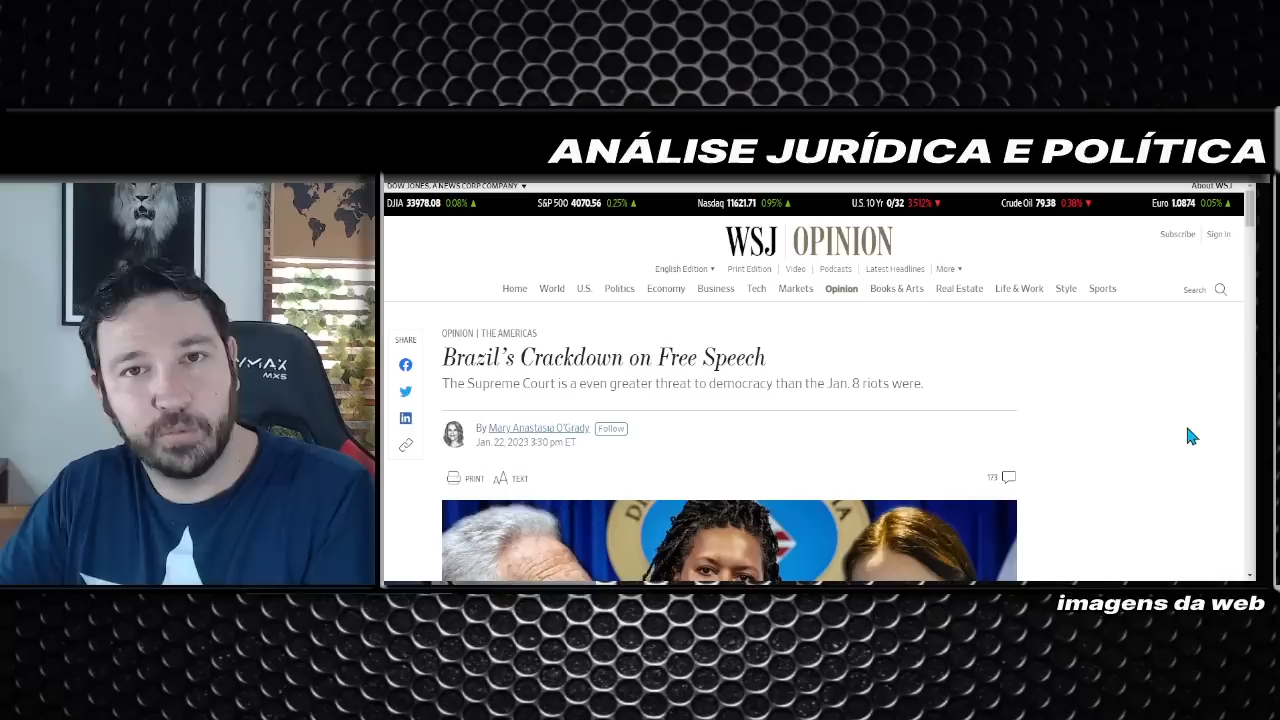 ANÁLISE JURÍDICA E POLÍTICA
DOW JONES, A NEWS CORP COMPANY ▼
About WSJ
DJIA 33978.08 0.08% ▲ S&P 500 4070.56 0.25% ▲ Nasdaq 11621.71 0.95% ▲ U.S. 10 Yr 0/32 3.512% ▼ Crude Oil 79.38 0.38% ▼ Euro 1.0874 0.05% ▲
WSJ | OPINION
Subscribe | Sign In
English Edition ▼ | Print Edition | Video | Podcasts | Latest Headlines | More ▼
Home World U.S. Politics Economy Business Tech Markets Opinion Books & Arts Real Estate Life & Work Style Sports
Search
SHARE
OPINION | THE AMERICAS
Brazil's Crackdown on Free Speech
The Supreme Court is a even greater threat to democracy than the Jan. 8 riots were.
By Mary Anastasia O'Grady Follow
Jan. 22, 2023 3:30 pm ET
PRINT AA TEXT
173
MXS
imagens da web